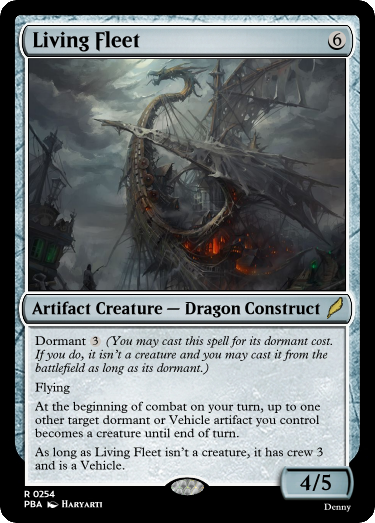 Living Fleet 6
Artifact Creature — Dragon Construct
Dormant 3 (You may cast this spell for its dormant cost.
If you do, it isn't a creature and you may cast it from the
battlefield as long as its dormant.)
Flying
At the beginning of combat on your turn, up to one
other target dormant or Vehicle artifact you control
becomes a creature until end of turn.
As long as Living Fleet isn't a creature, it has crew 3
and is a Vehicle.
4/5
R 0254
PBA Haryarti
Denny